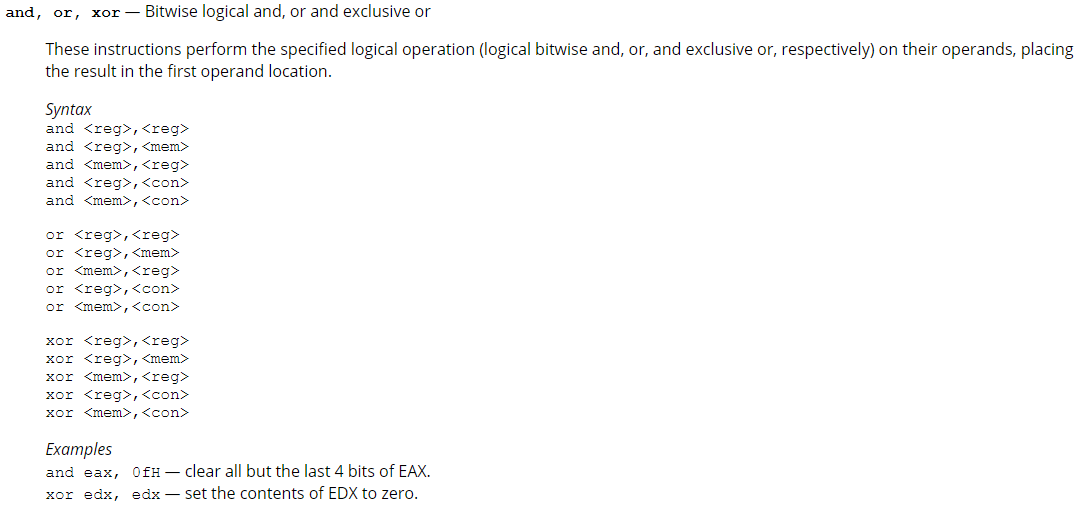 and, or, xor — Bitwise logical and, or and exclusive or
These instructions perform the specified logical operation (logical bitwise and, or, and exclusive or, respectively) on their operands, placing
the result in the first operand location.
Syntax
and <reg>,<reg>
and <reg>,<mem>
and <mem>,<reg>
and <reg>,<con>
and <mem>,<con>
or <reg>,<reg>
or <reg>,<mem>
or <mem>,<reg>
or <reg>,<con>
or <mem>,<con>
xor <reg>,<reg>
xor <reg>,<mem>
xor <mem>,<reg>
xor <reg>,<con>
xor <mem>,<con>
Examples
and eax, 0fH — clear all but the last 4 bits of EAX.
xor edx, edx — set the contents of EDX to zero.